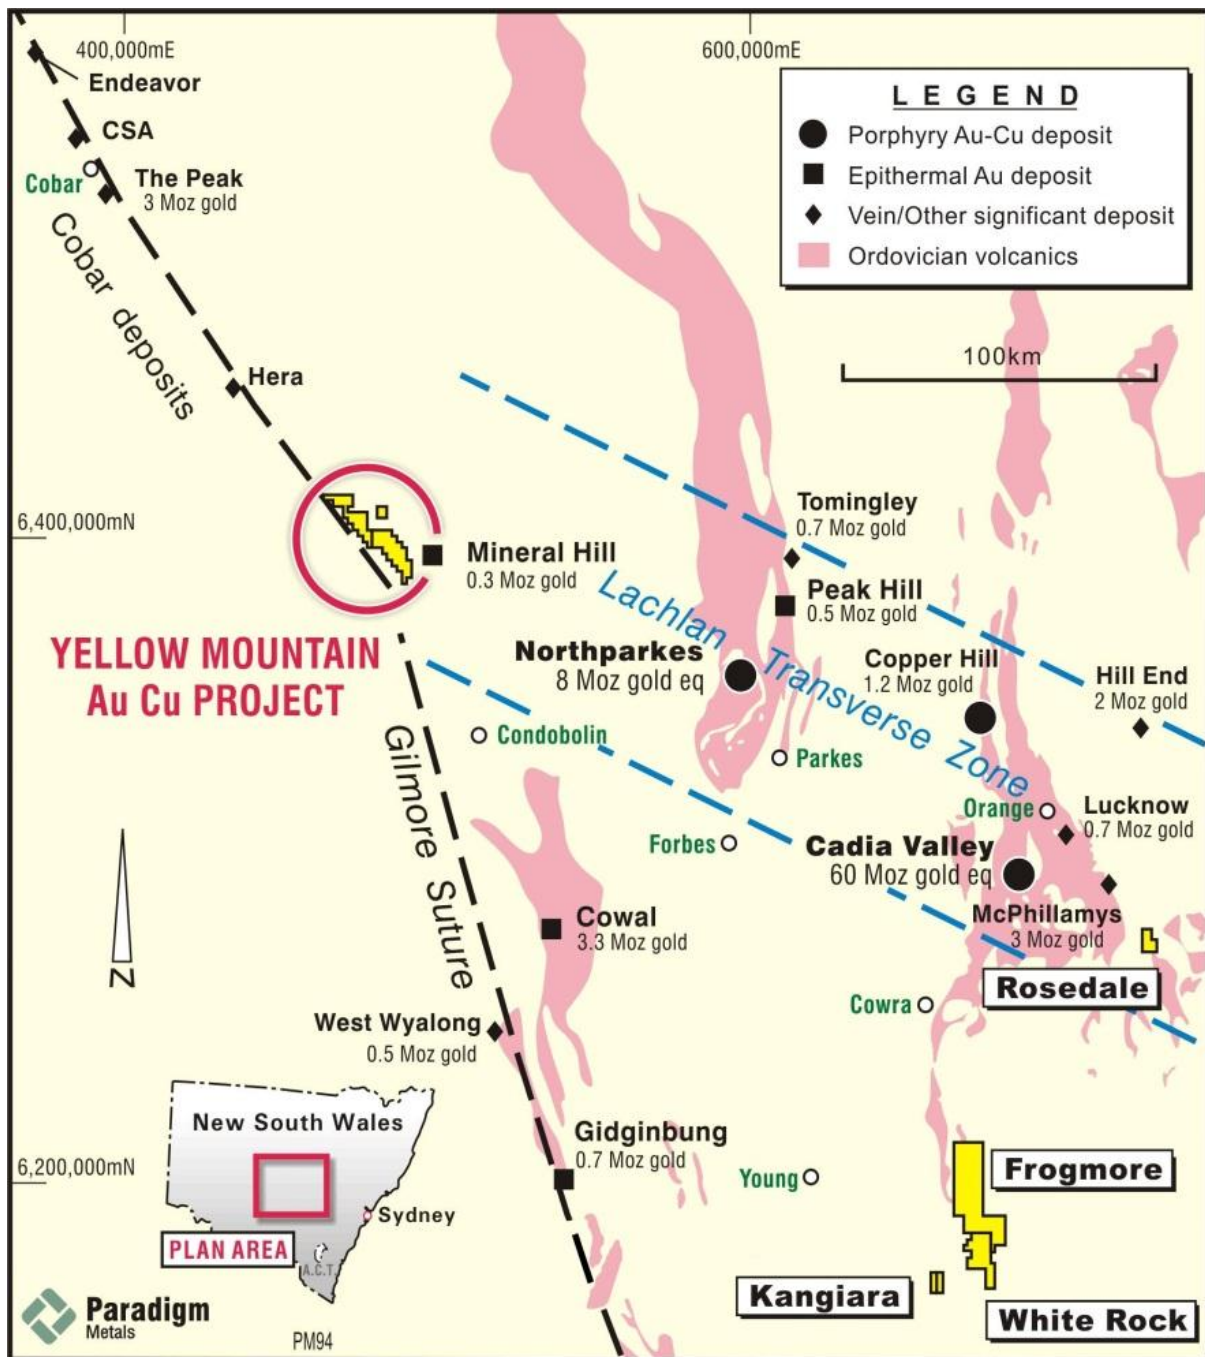 400,000mE
600,000mE
Endeavor
CSA
Cobar
The Peak
3 Moz gold
Cobar deposits
Hera
LEGEND
Porphyry Au-Cu deposit
Epithermal Au deposit
Vein/Other significant deposit
Ordovician volcanics
100km
6,400,000mN
Mineral Hill
0.3 Moz gold
YELLOW MOUNTAIN
Au Cu PROJECT
Tomingley
0.7 Moz gold
Peak Hill
0.5 Moz gold
Lachlan Transverse Zone
Northparkes
8 Moz gold eq
Copper Hill
1.2 Moz gold
Hill End
2 Moz gold
Condobolin
Parkes
Gilmore Suture
Forbes
Orange
Lucknow
0.7 Moz gold
Cadia Valley
60 Moz gold eq
McPhillamys
3 Moz gold
Cowal
3.3 Moz gold
Rosedale
Cowra
N
West Wyalong
0.5 Moz gold
New South Wales
Sydney
PLAN AREA
A.C.T.
Gidginbung
0.7 Moz gold
6,200,000mN
Young
Frogmore
Kangiara
White Rock
Paradigm
Metals
PM94